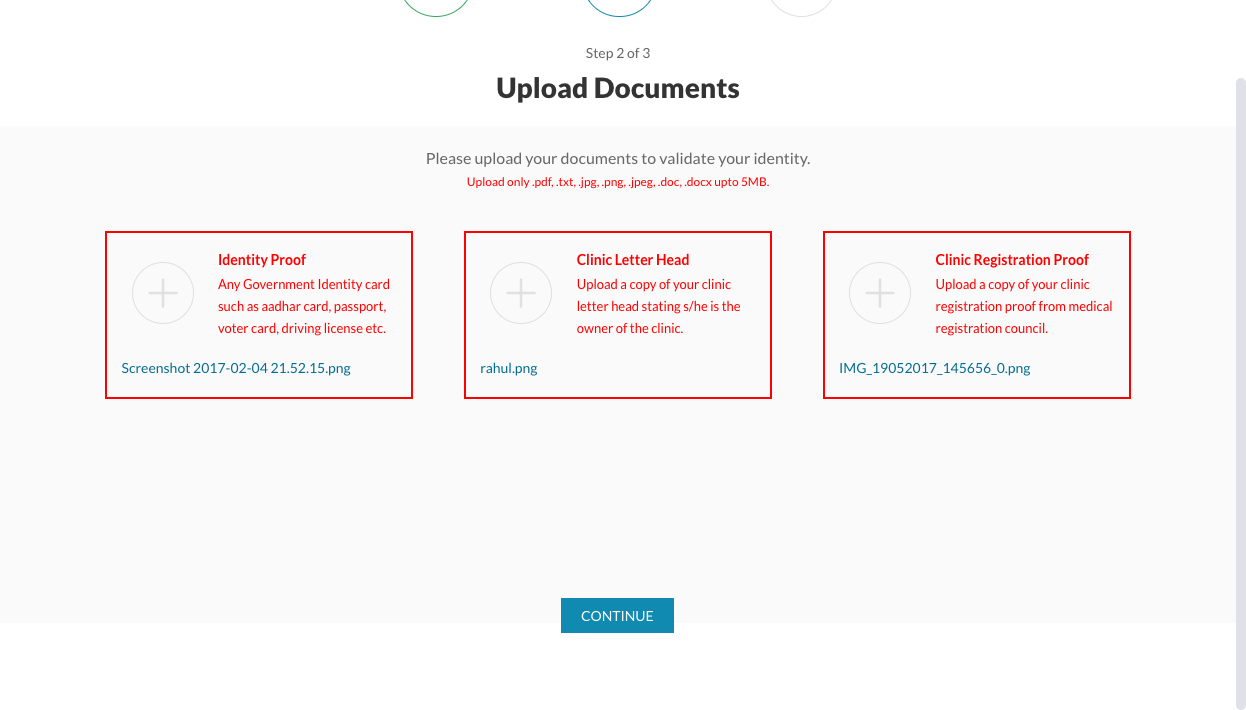 Step 2 of 3
Upload Documents
Please upload your documents to validate your identity.
Upload only .pdf, .txt, .jpg, .png, .jpeg, .doc, .docx upto 5MB.
Identity Proof
Any Government Identity card
such as aadhar card, passport,
voter card, driving license etc.
Screenshot 2017-02-04 21.52.15.png
Clinic Letter Head
Upload a copy of your clinic
letter head stating s/he is the
owner of the clinic.
rahul.png
Clinic Registration Proof
Upload a copy of your clinic
registration proof from medical
registration council.
IMG_19052017_145656_0.png
CONTINUE